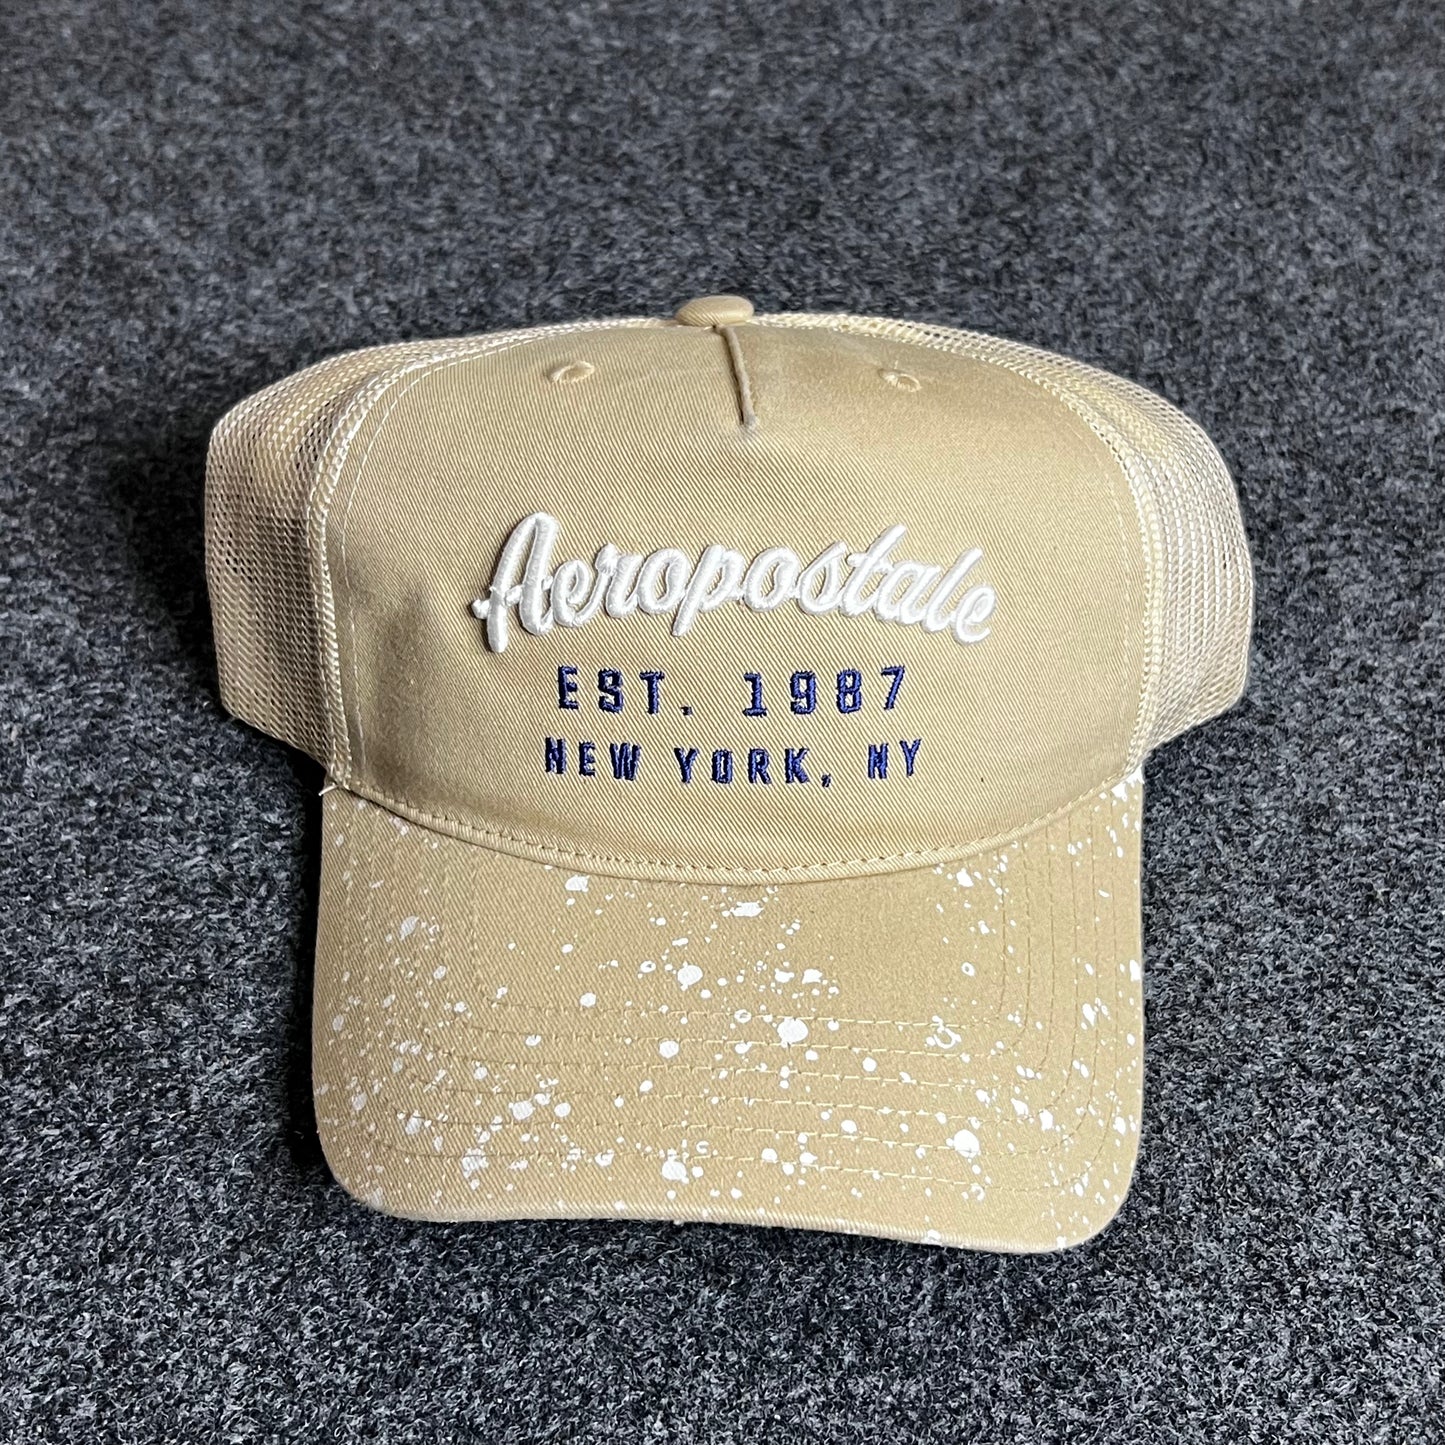 Aeropostale
EST. 1987
NEW YORK, NY